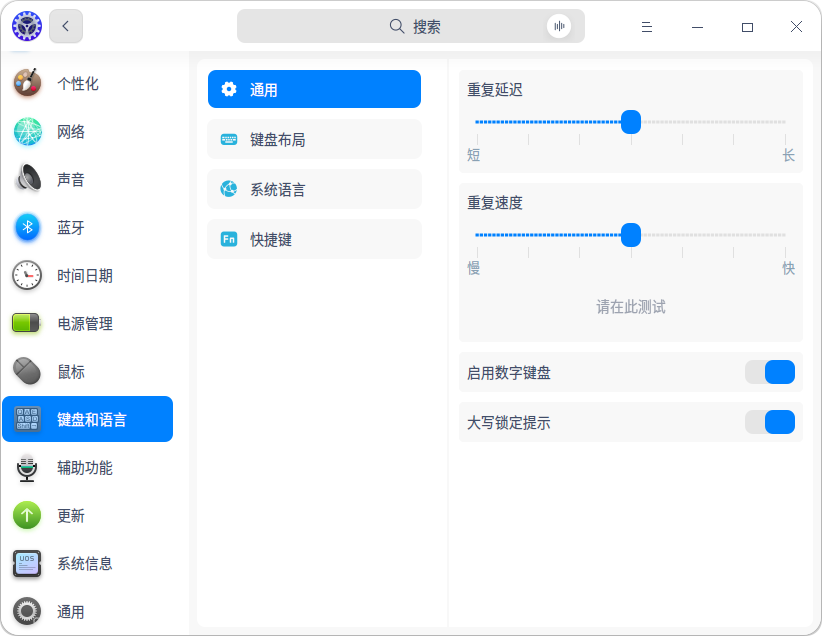 搜索
个性化
网络
声音
蓝牙
时间日期
电源管理
鼠标
键盘和语言
辅助功能
更新
UOS
系统信息
通用
通用
键盘布局
系统语言
Fn
快捷键
重复延迟
短
长
重复速度
慢
快
请在此测试
启用数字键盘
大写锁定提示